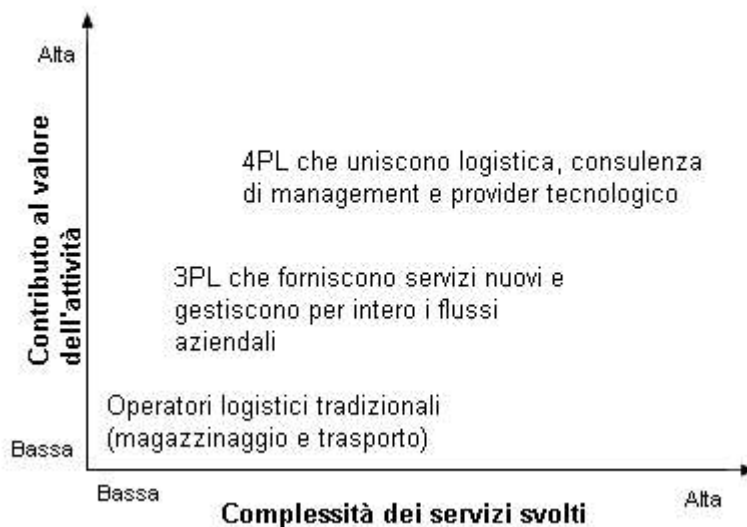 Alta
Contributo al valore
dell'attività
4PL che uniscono logistica, consulenza
di management e provider tecnologico
3PL che forniscono servizi nuovi e
gestiscono per intero i flussi
aziendali
Operatori logistici tradizionali
(magazzinaggio e trasporto)
Bassa
Bassa
Complessità dei servizi svolti
Alta